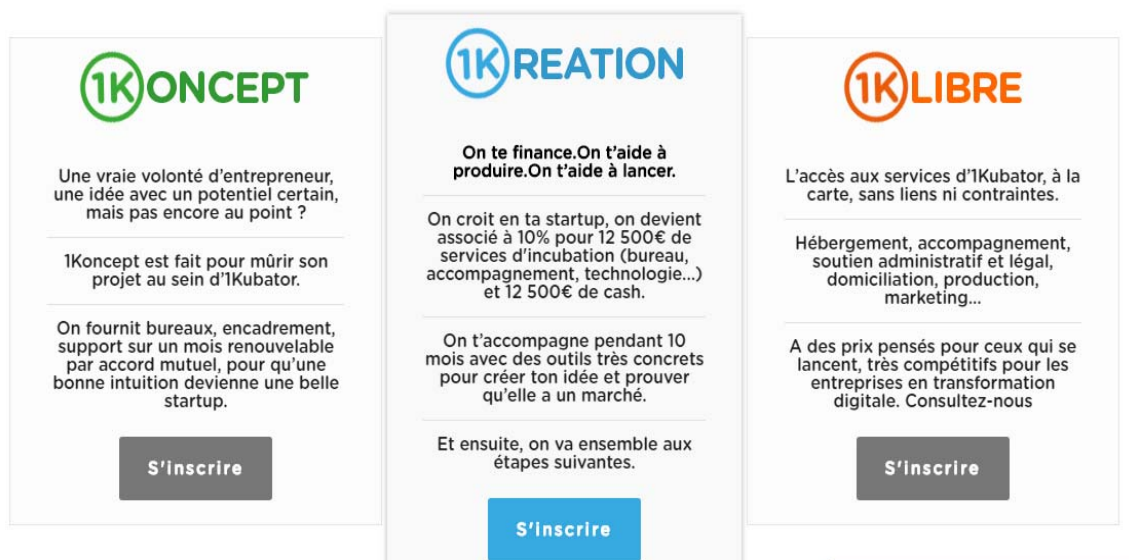 1KONCEPT
Une vraie volonté d'entrepreneur,
une idée avec un potentiel certain,
mais pas encore au point ?
1Koncept est fait pour mûrir son
projet au sein d'1Kubator.
On fournit bureaux, encadrement,
support sur un mois renouvelable
par accord mutuel, pour qu'une
bonne intuition devienne une belle
startup.
S'inscrire
1KREATION
On te finance.On t'aide à
produire.On t'aide à lancer.
On croit en ta startup, on devient
associé à 10% pour 12 500€ de
services d'incubation (bureau,
accompagnement, technologie...)
et 12 500€ de cash.
On t'accompagne pendant 10
mois avec des outils très concrets
pour créer ton idée et prouver
qu'elle a un marché.
Et ensuite, on va ensemble aux
étapes suivantes.
S'inscrire
1KLIBRE
L'accès aux services d'1Kubator, à la
carte, sans liens ni contraintes.
Hébergement, accompagnement,
soutien administratif et légal,
domiciliation, production,
marketing...
A des prix pensés pour ceux qui se
lancent, très compétitifs pour les
entreprises en transformation
digitale. Consultez-nous
S'inscrire